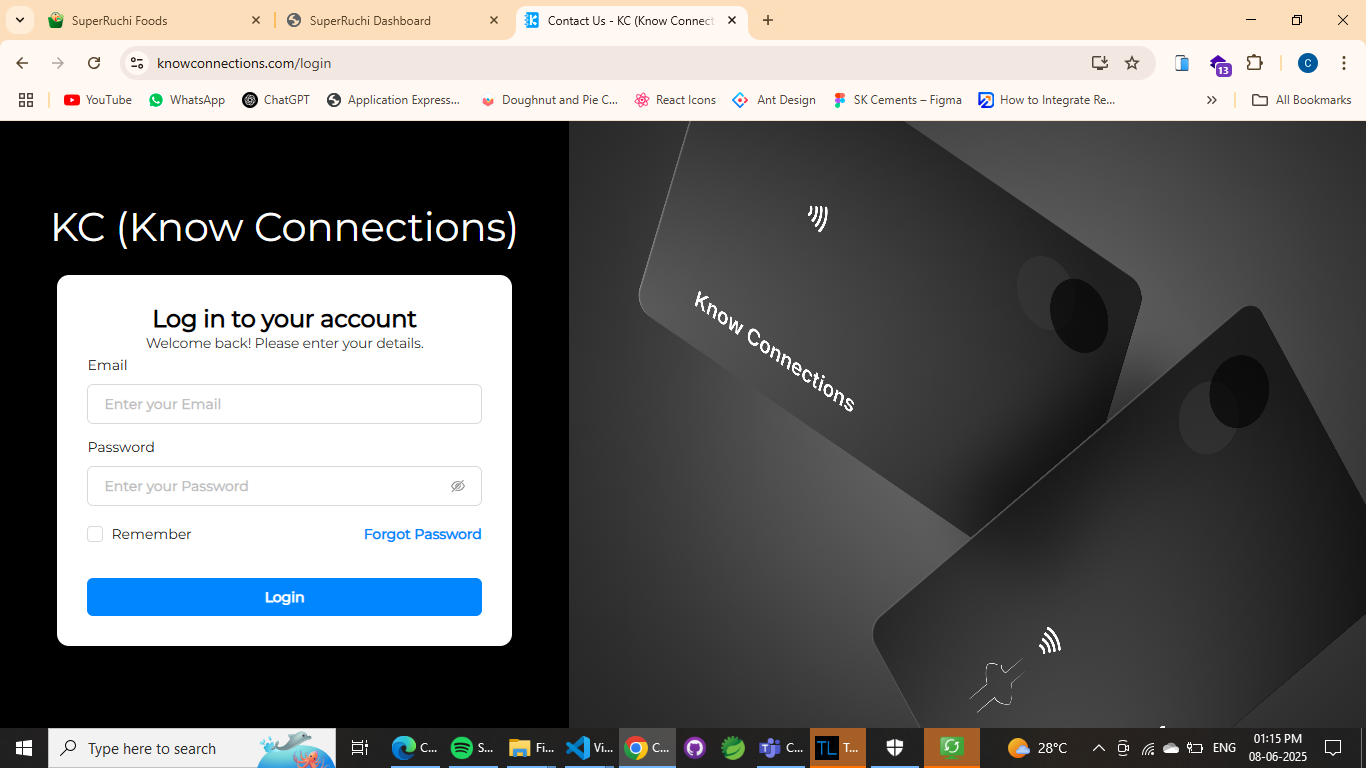 SuperRuchi Foods
SuperRuchi Dashboard
Contact Us - KC (Know Connect
knowconnections.com/login
13
C
YouTube
WhatsApp
ChatGPT
Application Express...
Doughnut and Pie C...
React Icons
Ant Design
SK Cements – Figma
How to Integrate Re...
All Bookmarks
KC (Know Connections)
Log in to your account
Welcome back! Please enter your details.
Email
Enter your Email
Password
Enter your Password
Remember
Forgot Password
Login
Know Connections
Type here to search
C...
S...
Fi...
Vi...
C...
C...
TL
T...
28°C
ENG
01:15 PM
08-06-2025